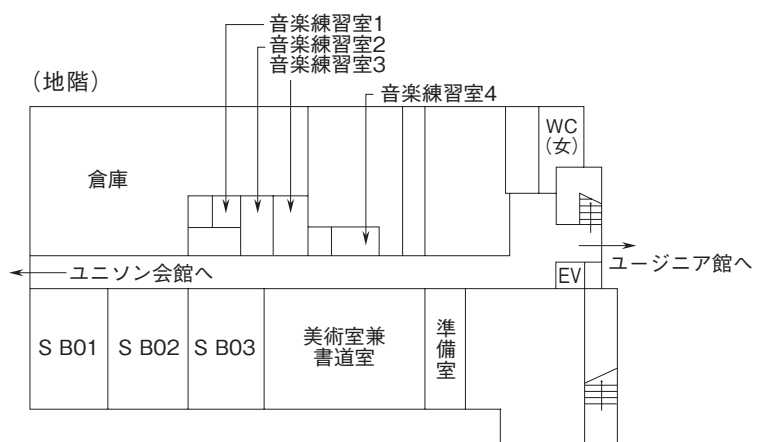 音楽練習室1
音楽練習室2
音楽練習室3
(地階)
音楽練習室4
WC
(女)
倉庫
ユージニア館へ
ユニソン会館へ
EV
S B01
S B02
S B03
美術室兼
書道室
準備室